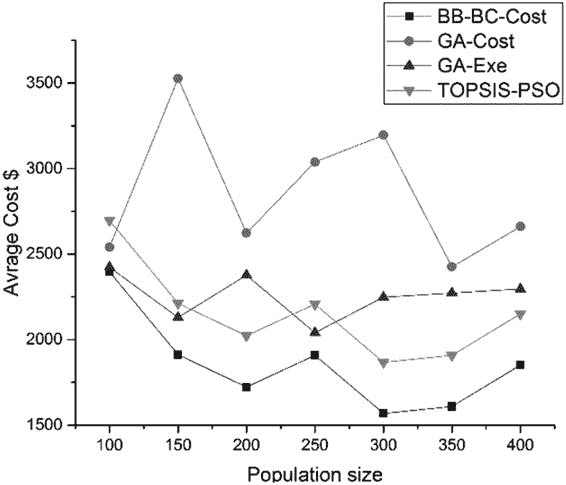 BB-BC-Cost
GA-Cost
GA-Exe
TOPSIS-PSO
Avrage Cost $
3500
3000
2500
2000
1500
100 150 200 250 300 350 400
Population size